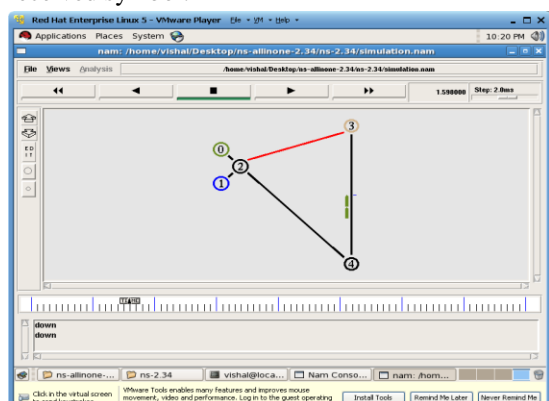 Red Hat Enterprise Linux 5 - VMware Player File • VM • Help •
Applications Places System 10:20 PM
nam: /home/vishal/Desktop/ns-allinone-2.34/ns-2.34/simulation.nam
File Views Analysis /home/vishal/Desktop/ns-allinone-2.34/ns-2.34/simulation.nam
1.598000 Step: 2.0ms
ED
IT
3
0
2
1
4
down
down
ns-allinone-... ns-2.34 vishal@loca... Nam Conso... nam: /hom...
Click in the virtual screen
VMware Tools enables many features and improves mouse
movement, video and performance. Log in to the guest operating
Install Tools Remind Me Later Never Remind Me